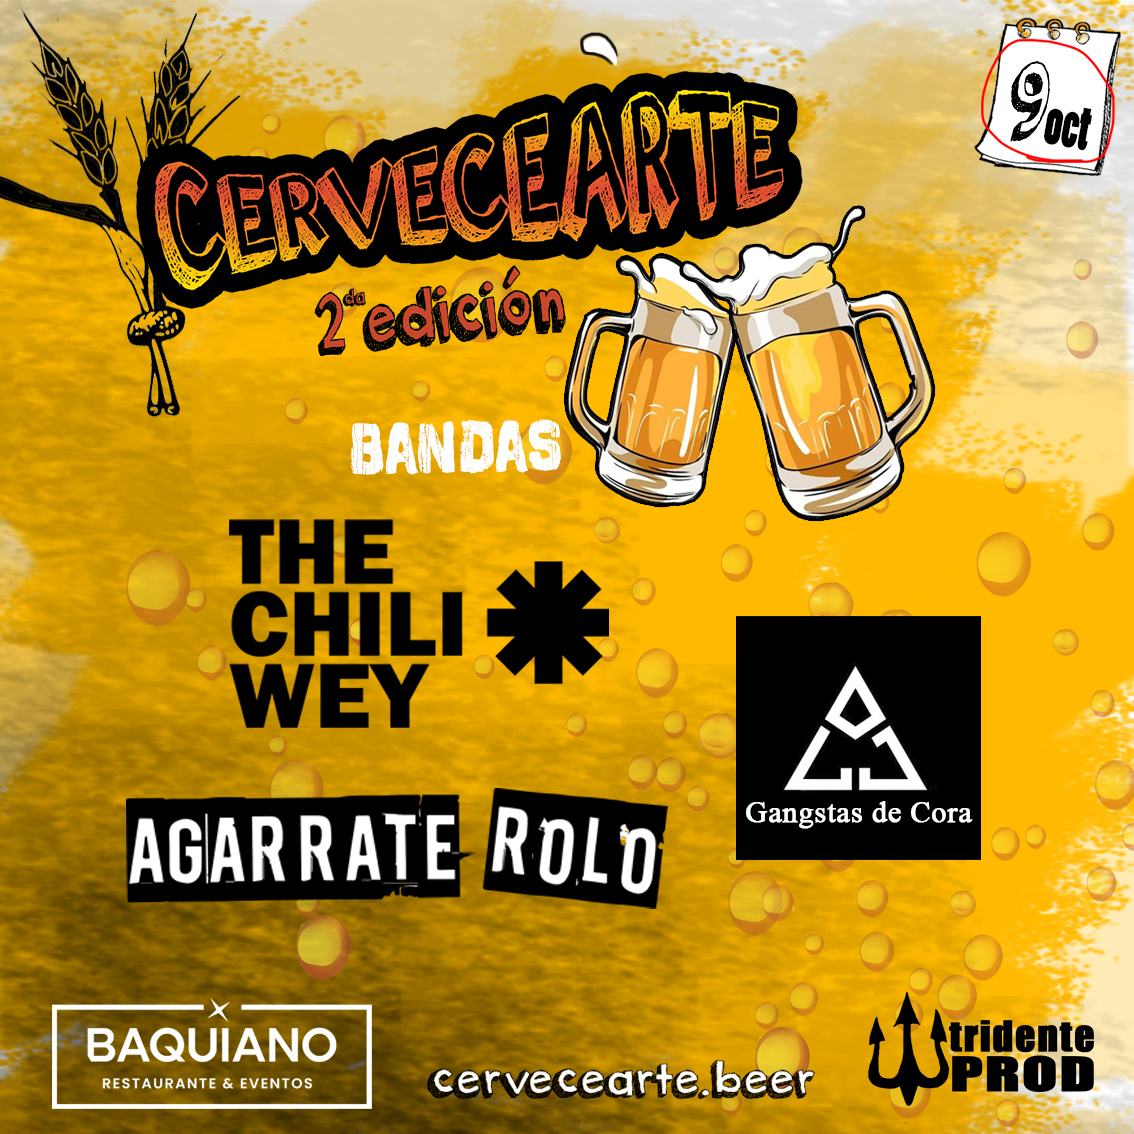 9 oct
CERVECEARTE
2da edición
BANDAS
THE
CHILI
WEY
Gangstas de Cora
AGARRATE ROLO
BAQUIANO
RESTAURANTE & EVENTOS
cervecearte.beer
tridente
PROD